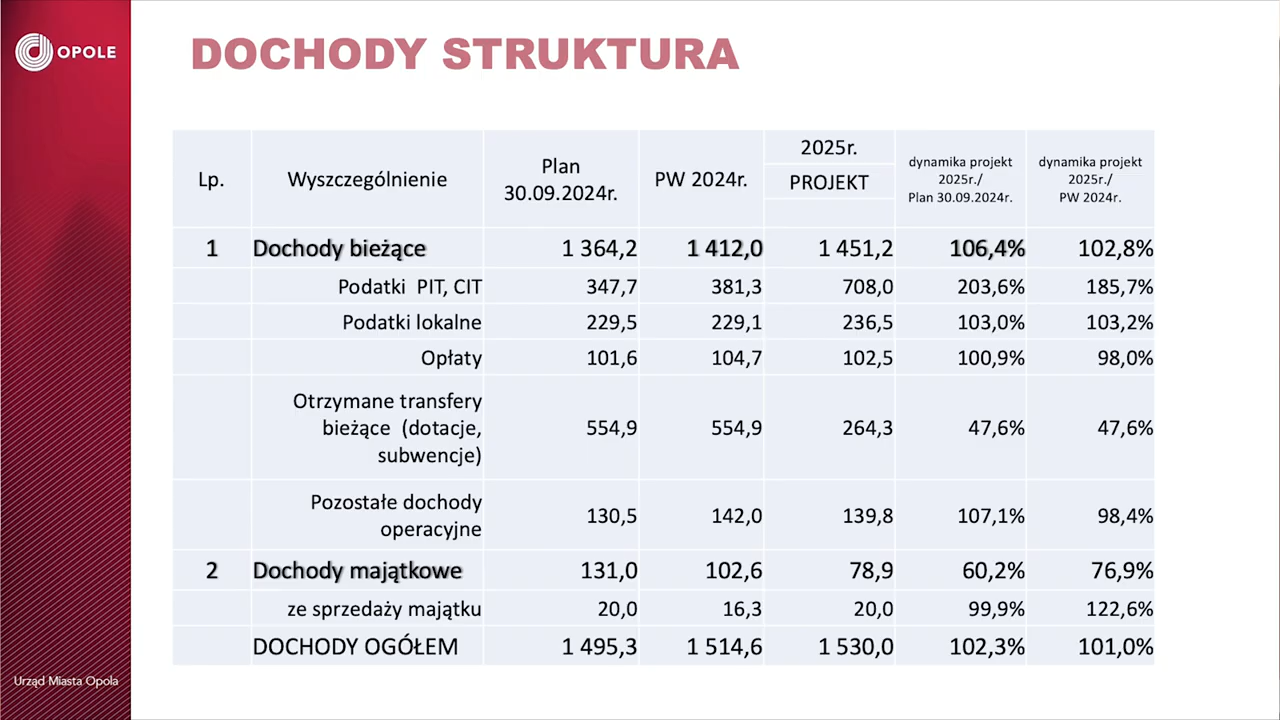 OPOLE
DOCHODY STRUKTURA
Lp. Wyszczególnienie Plan 30.09.2024r. PW 2024r. 2025r. PROJEKT dynamika projekt 2025r./ Plan 30.09.2024r. dynamika projekt 2025r./ PW 2024r.
1 Dochody bieżące 1 364,2 1 412,0 1 451,2 106,4% 102,8%
Podatki PIT, CIT 347,7 381,3 708,0 203,6% 185,7%
Podatki lokalne 229,5 229,1 236,5 103,0% 103,2%
Opłaty 101,6 104,7 102,5 100,9% 98,0%
Otrzymane transfery bieżące (dotacje, subwencje) 554,9 554,9 264,3 47,6% 47,6%
Pozostałe dochody operacyjne 130,5 142,0 139,8 107,1% 98,4%
2 Dochody majątkowe 131,0 102,6 78,9 60,2% 76,9%
ze sprzedaży majątku 20,0 16,3 20,0 99,9% 122,6%
DOCHODY OGÓŁEM 1 495,3 1 514,6 1 530,0 102,3% 101,0%
Urząd Miasta Opola